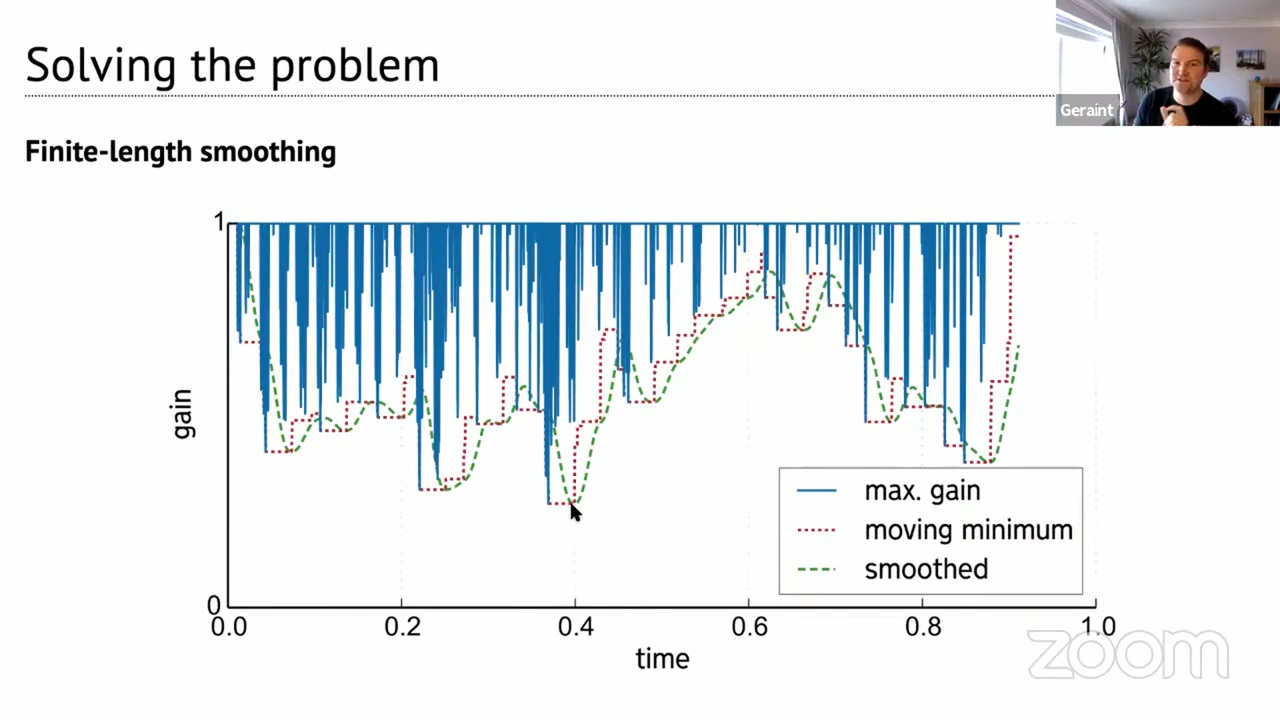 Solving the problem
Geraint
Finite-length smoothing
1
gain
max. gain
moving minimum
smoothed
0
0.0 0.2 0.4 0.6 0.8 1.0
time
zoom